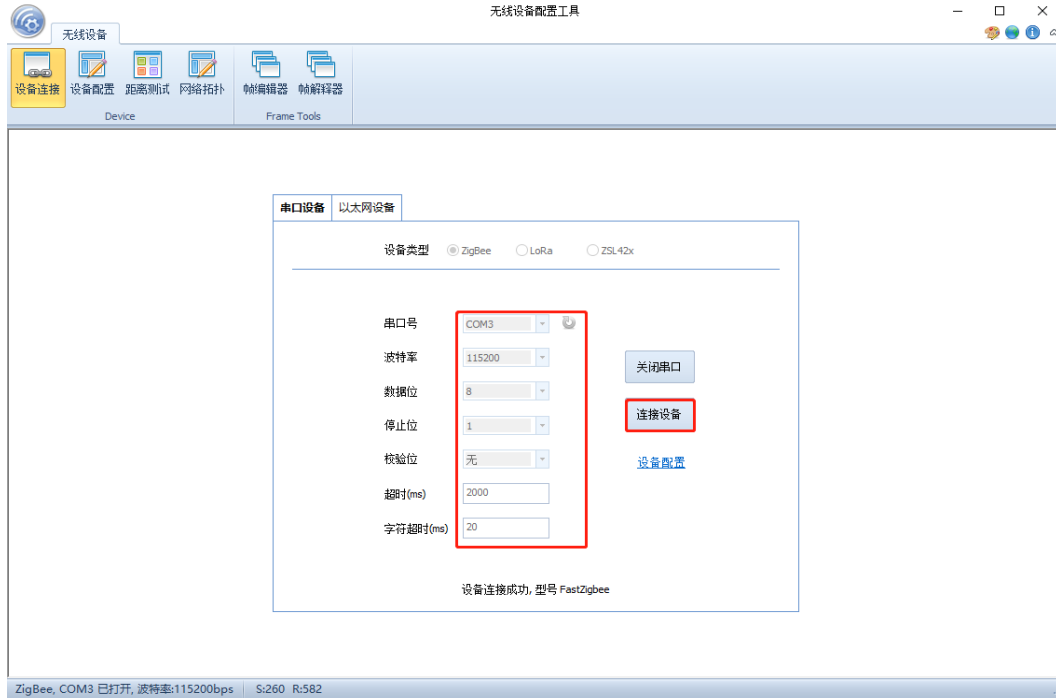 无线设备配置工具
无线设备
设备连接 设备配置 距离测试 网络拓扑 帧编辑器 帧解释器
Device Frame Tools
串口设备 以太网设备
设备类型 ZigBee LoRa ZSL42x
串口号 COM3
波特率 115200
关闭串口
数据位 8
连接设备
停止位 1
校验位 无
设备配置
超时(ms) 2000
字符超时(ms) 20
设备连接成功, 型号 FastZigbee
ZigBee, COM3 已打开, 波特率:115200bps S:260 R:582